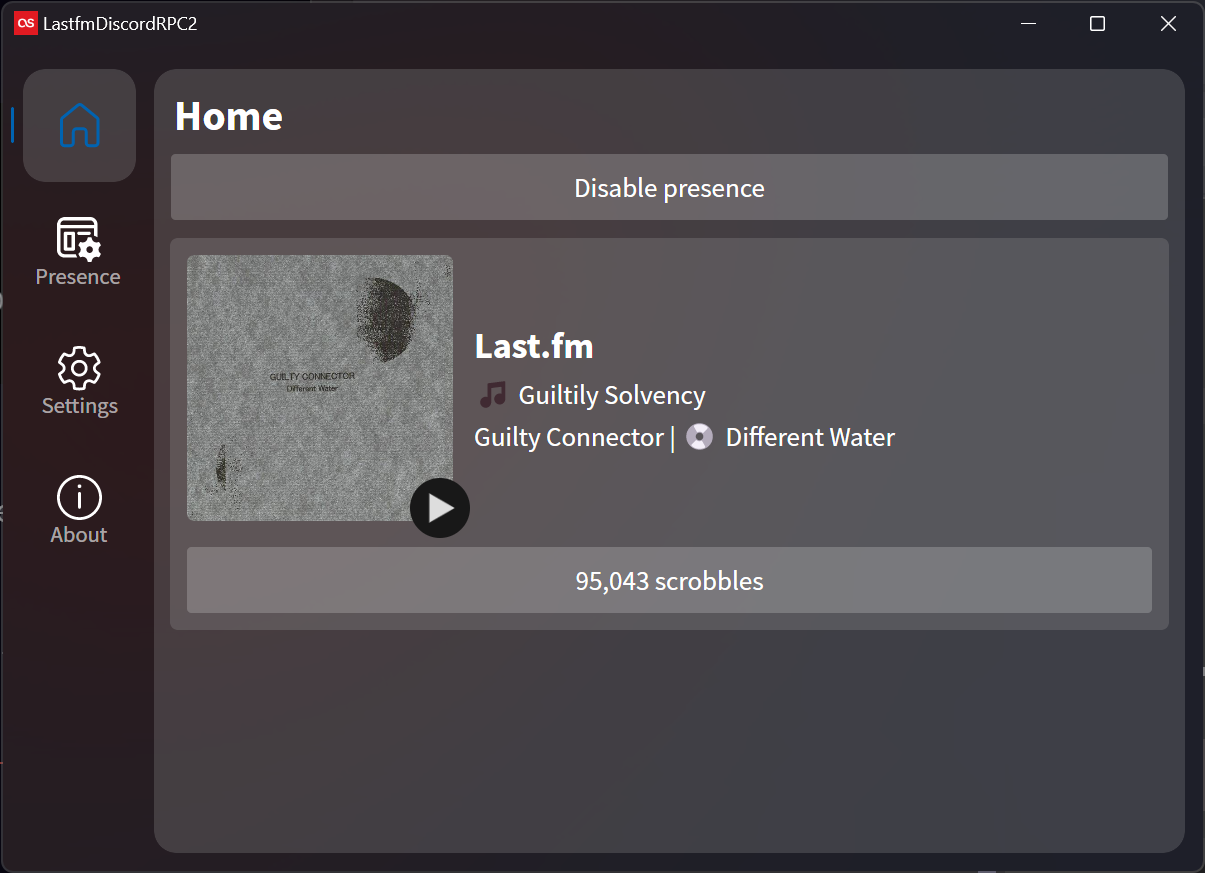 LastfmDiscordRPC2
Home
Disable presence
Presence
Settings
About
GUILTY CONNECTOR
Different Water
Last.fm
Guiltily Solvency
Guilty Connector | Different Water
95,043 scrobbles